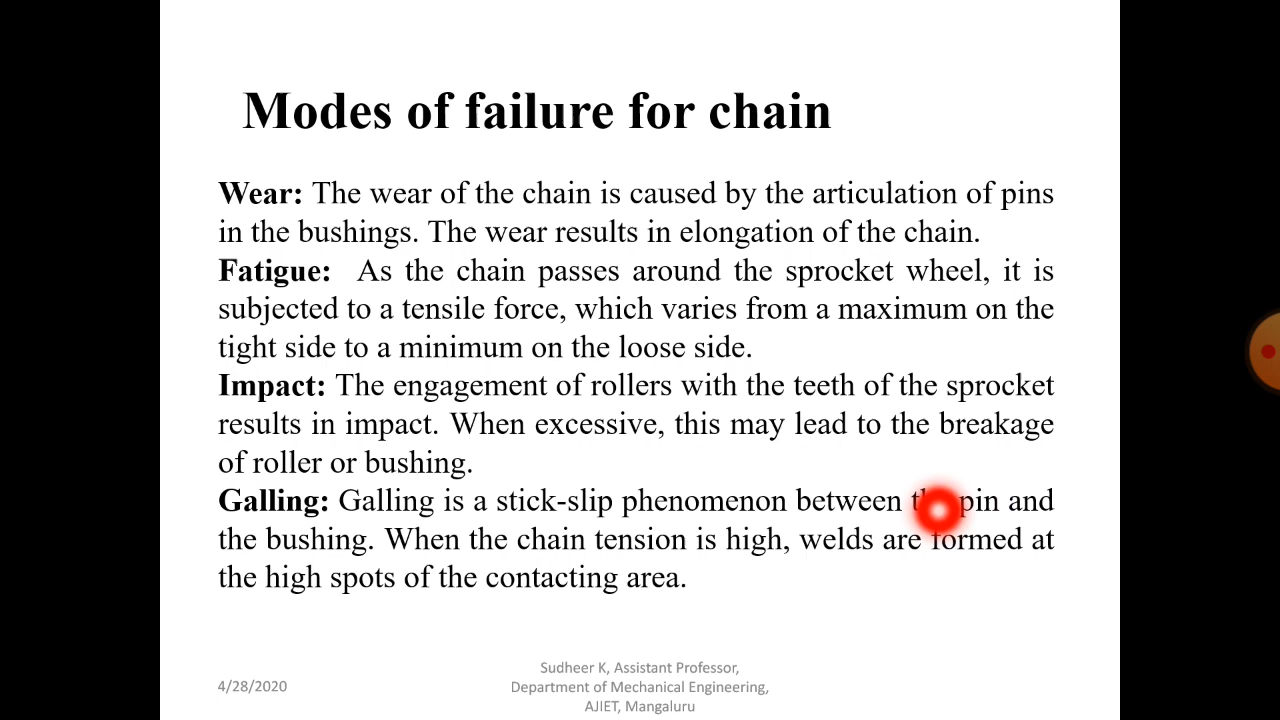 Modes of failure for chain
Wear: The wear of the chain is caused by the articulation of pins
in the bushings. The wear results in elongation of the chain.
Fatigue: As the chain passes around the sprocket wheel, it is
subjected to a tensile force, which varies from a maximum on the
tight side to a minimum on the loose side.
Impact: The engagement of rollers with the teeth of the sprocket
results in impact. When excessive, this may lead to the breakage
of roller or bushing.
Galling: Galling is a stick-slip phenomenon between the pin and
the bushing. When the chain tension is high, welds are formed at
the high spots of the contacting area.
4/28/2020
Sudheer K, Assistant Professor,
Department of Mechanical Engineering,
AJIET, Mangaluru